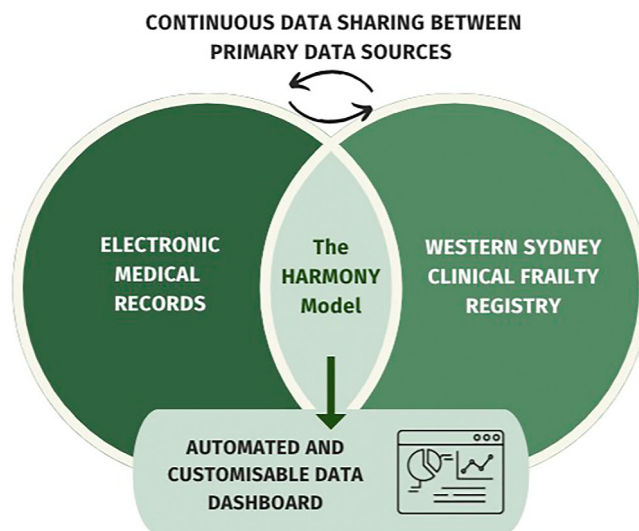 CONTINUOUS DATA SHARING BETWEEN
PRIMARY DATA SOURCES
ELECTRONIC
MEDICAL
RECORDS
The
HARMONY
Model
WESTERN SYDNEY
CLINICAL FRAILTY
REGISTRY
AUTOMATED AND
CUSTOMISABLE DATA
DASHBOARD